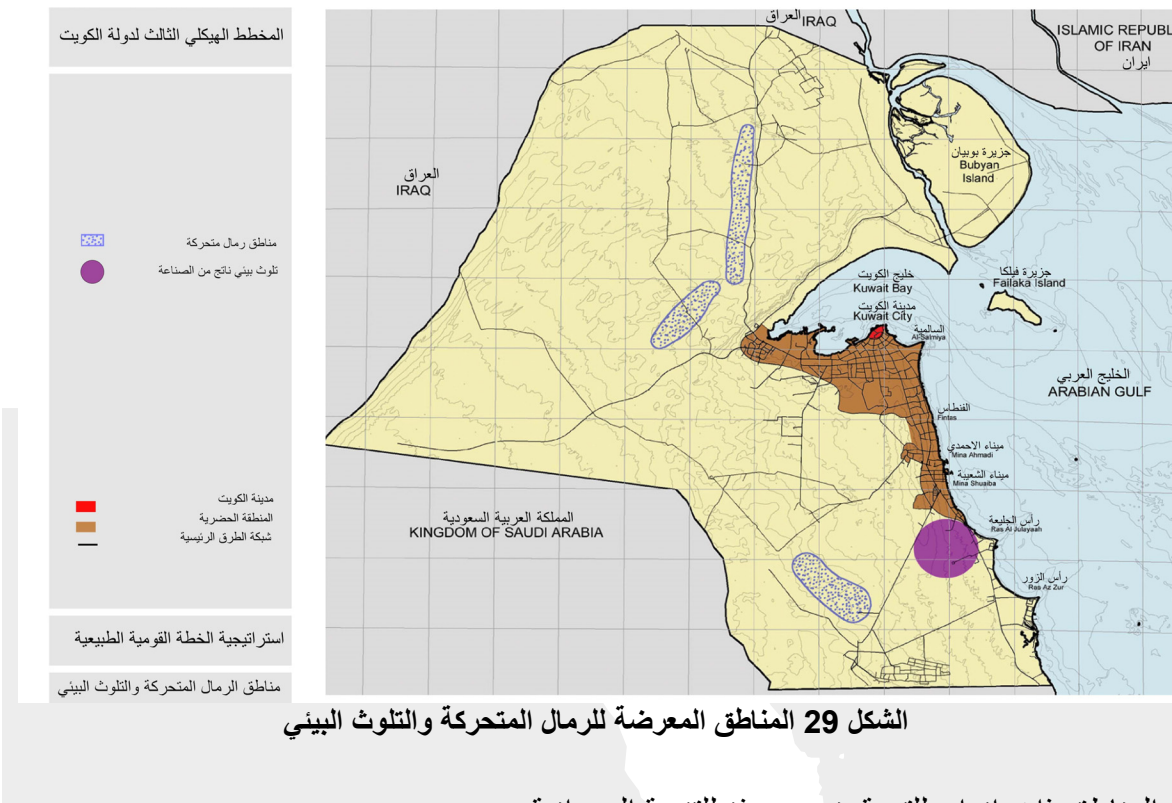 المخطط الهيكلي الثالث لدولة الكويت
مناطق رمال متحركة
تلوث بيئي ناتج من الصناعة
مدينة الكويت
المنطقة الحضرية
شبكة الطرق الرئيسية
استراتيجية الخطة القومية الطبيعية
مناطق الرمال المتحركة والتلوث البيئي
العراق IRAQ
ISLAMIC REPUBL
OF IRAN
ايران
العراق
IRAQ
جزيرة بوبيان
Bubyan
Island
خليج الكويت
Kuwait Bay
جزيرة فيلكا
Failaka Island
مدينة الكويت
Kuwait City
السالمية
Al-Salmiya
الخليج العربي
ARABIAN GULF
الفنطاس
Fintas
ميناء الاحمدي
Mina Ahmadi
ميناء الشعيبة
Mina Shuaiba
المملكة العربية السعودية
KINGDOM OF SAUDI ARABIA
رأس الجليعة
Ras Al Julayaah
رأس الزور
Ras Az Zur
الشكل 29 المناطق المعرضة للرمال المتحركة والتلوث البيئي